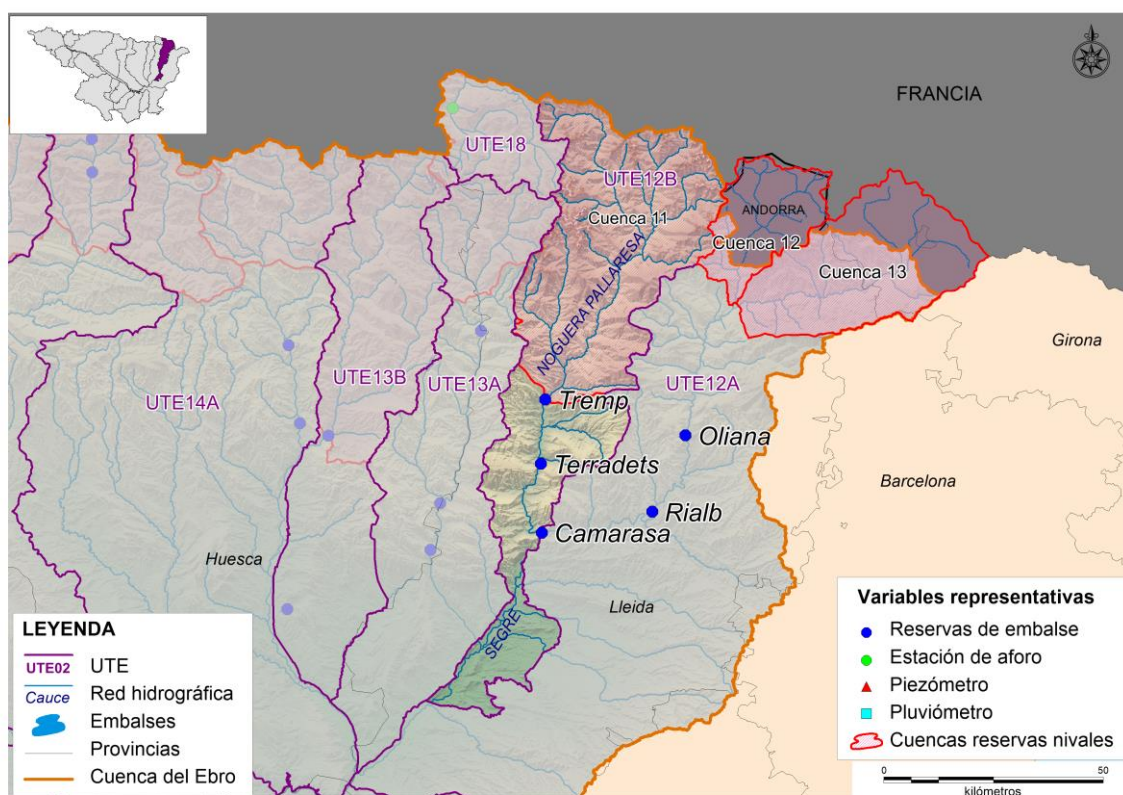 FRANCIA
UTE18
UTE12B
Cuenca 11
ANDORRA
Cuenca 12
Cuenca 13
NOGUERA PALLARESA
Girona
UTE14A
UTE13B
UTE13A
UTE12A
Tremp
Oliana
Terradets
Barcelona
Rialb
Camarasa
Huesca
Lleida
SEGRE
LEYENDA
UTE02 UTE
Cauce Red hidrográfica
Embalses
Provincias
Cuenca del Ebro
Variables representativas
Reservas de embalse
Estación de aforo
Piezómetro
Pluviómetro
Cuencas reservas nivales
0 50
kilómetros